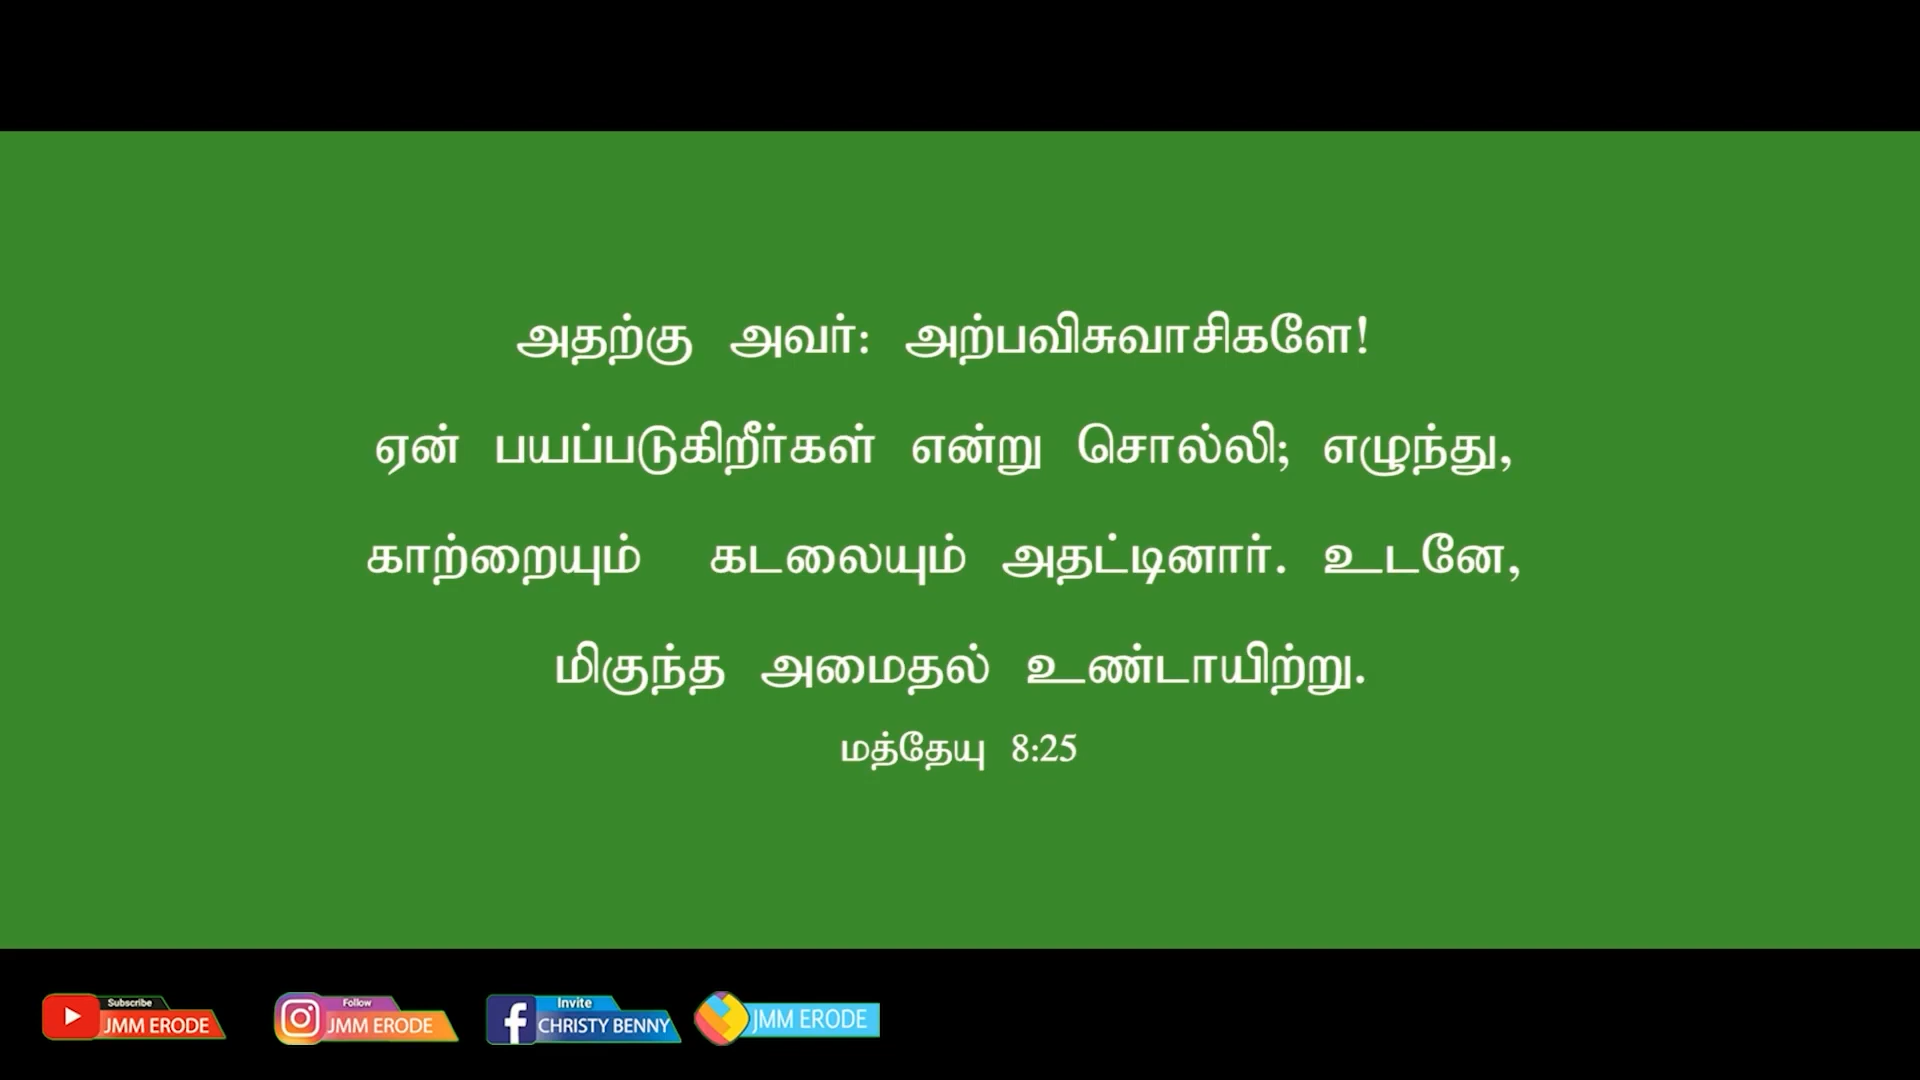 அதற்கு அவர்: அற்பவிசுவாசிகளே!
ஏன் பயப்படுகிறீர்கள் என்று சொல்லி; எழுந்து,
காற்றையும் கடலையும் அதட்டினார். உடனே,
மிகுந்த அமைதல் உண்டாயிற்று.
மத்தேயு 8:25
Subscribe
JMM ERODE
Follow
JMM ERODE
Invite
CHRISTY BENNY
JMM ERODE